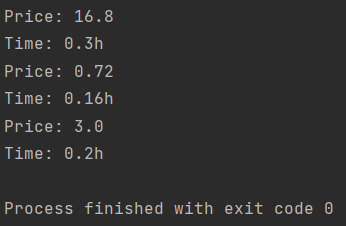 Price: 16.8
Time: 0.3h
Price: 0.72
Time: 0.16h
Price: 3.0
Time: 0.2h
Process finished with exit code 0